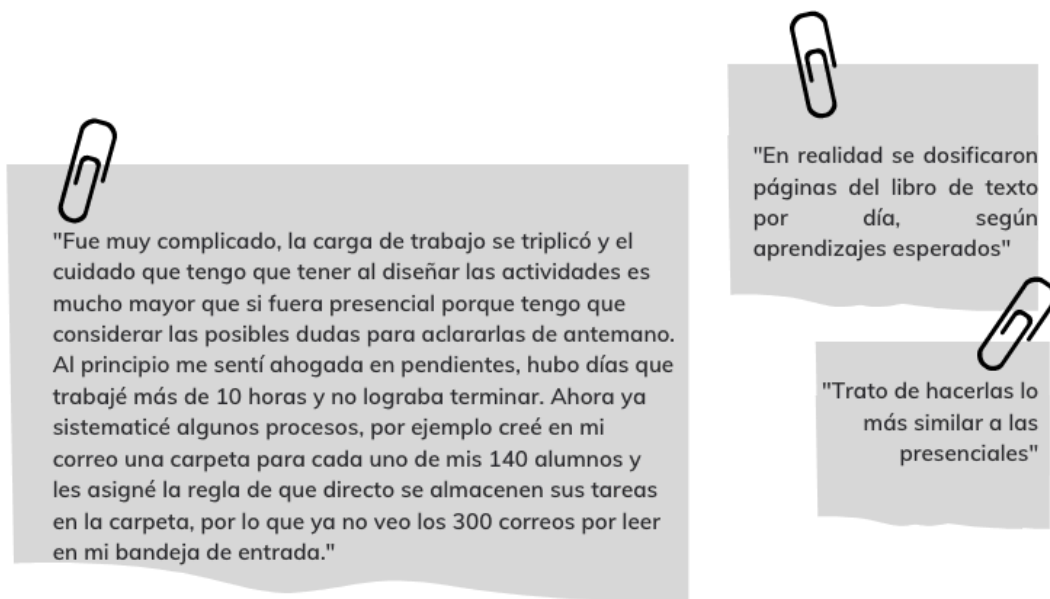 "Fue muy complicado, la carga de trabajo se triplicó y el
cuidado que tengo que tener al diseñar las actividades es
mucho mayor que si fuera presencial porque tengo que
considerar las posibles dudas para aclararlas de antemano.
Al principio me sentí ahogada en pendientes, hubo días que
trabajé más de 10 horas y no lograba terminar. Ahora ya
sistematicé algunos procesos, por ejemplo creé en mi
correo una carpeta para cada uno de mis 140 alumnos y
les asigné la regla de que directo se almacenen sus tareas
en la carpeta, por lo que ya no veo los 300 correos por leer
en mi bandeja de entrada."
"En realidad se dosificaron
páginas del libro de texto
por día, según
aprendizajes esperados"
"Trato de hacerlas lo
más similar a las
presenciales"